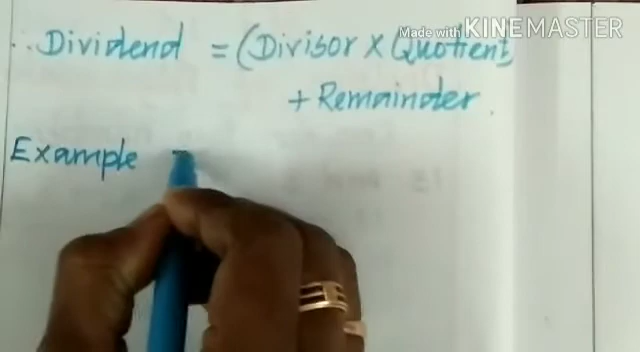 Made with KINEMASTER
∴ Dividend = (Divisor × Quotient)
+ Remainder.
Example